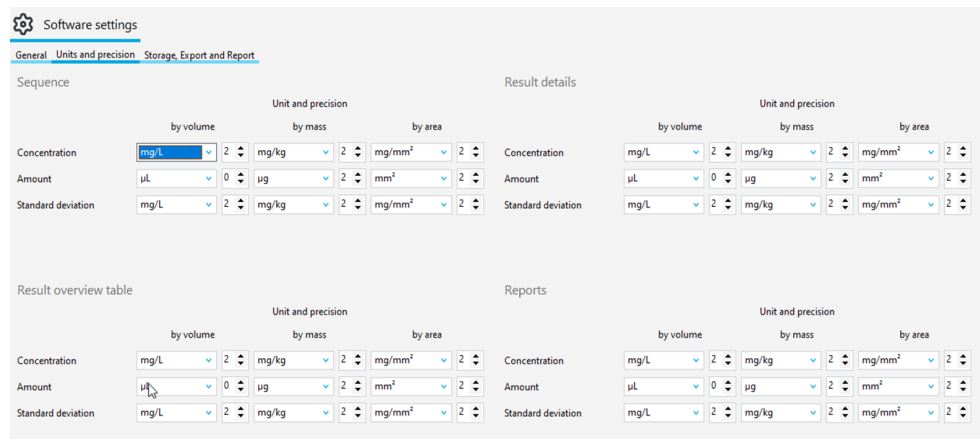 Software settings
General Units and precision Storage, Export and Report
Sequence
Unit and precision
by volume by mass by area
Concentration mg/L 2 mg/kg 2 mg/mm² 2
Amount µL 0 µg 2 mm² 2
Standard deviation mg/L 2 mg/kg 2 mg/mm² 2
Result details
Unit and precision
by volume by mass by area
Concentration mg/L 2 mg/kg 2 mg/mm² 2
Amount µL 0 µg 2 mm² 2
Standard deviation mg/L 2 mg/kg 2 mg/mm² 2
Result overview table
Unit and precision
by volume by mass by area
Concentration mg/L 2 mg/kg 2 mg/mm² 2
Amount µL 0 µg 2 mm² 2
Standard deviation mg/L 2 mg/kg 2 mg/mm² 2
Reports
Unit and precision
by volume by mass by area
Concentration mg/L 2 mg/kg 2 mg/mm² 2
Amount µL 0 µg 2 mm² 2
Standard deviation mg/L 2 mg/kg 2 mg/mm² 2